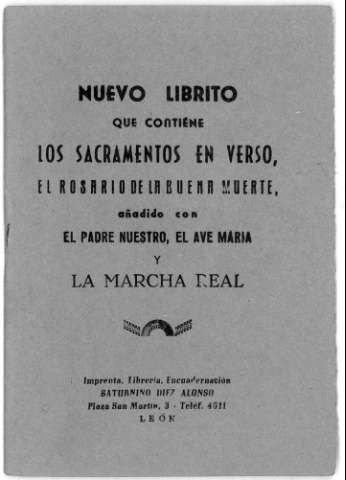 NUEVO LIBRITO
QUE CONTIENE
LOS SACRAMENTOS EN VERSO,
EL ROSARIO DE LA BUENA MUERTE,
añadido con
EL PADRE NUESTRO, EL AVE MARIA
Y
LA MARCHA REAL
Imprenta, Librería, Encuadernación
SATURNINO DIEZ ALONSO
Plaza San Martín, 3 - Teléf. 4011
LEÓN